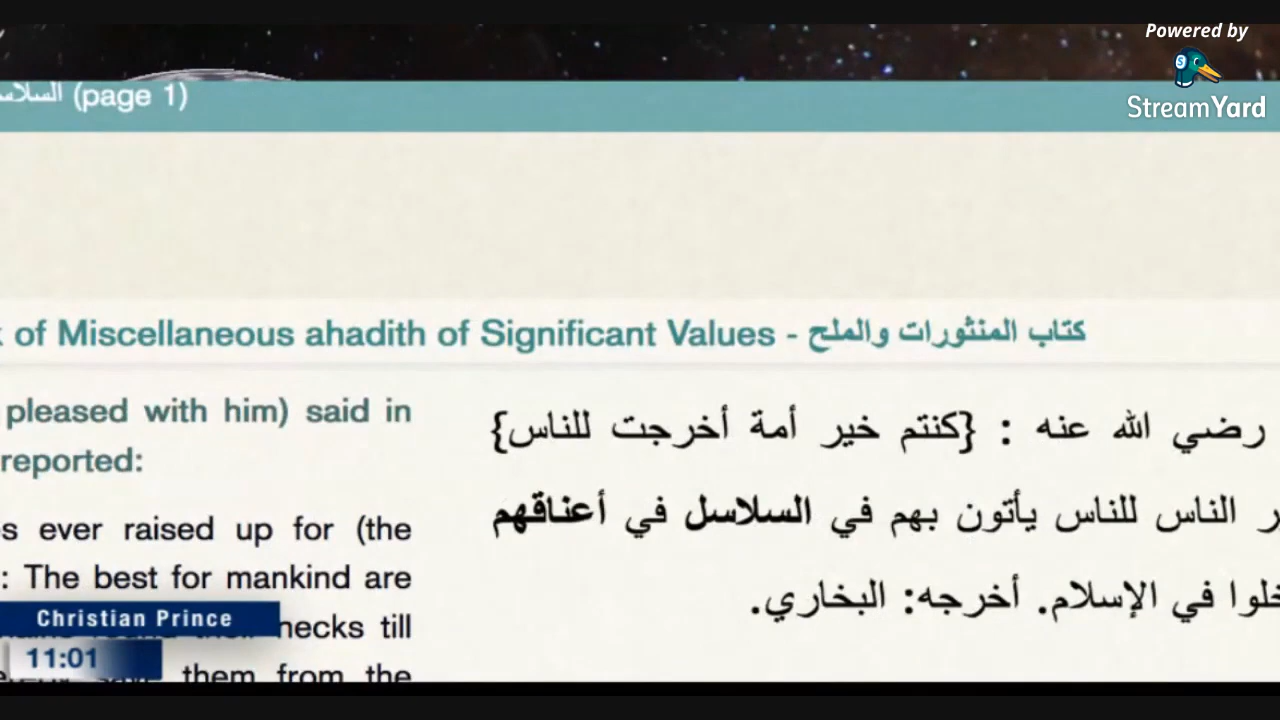 Powered by
StreamYard
(page 1)
of Miscellaneous ahadith of Significant Values - كتاب المنثورات والملح
pleased with him) said in
reported:
ever raised up for (the
: The best for mankind are
necks till
them from the
رضي الله عنه : {كنتم خير أمة أخرجت للناس}
الناس للناس يأتون بهم في السلاسل في أعناقهم
في الإسلام. أخرجه: البخاري.
Christian Prince
11:01